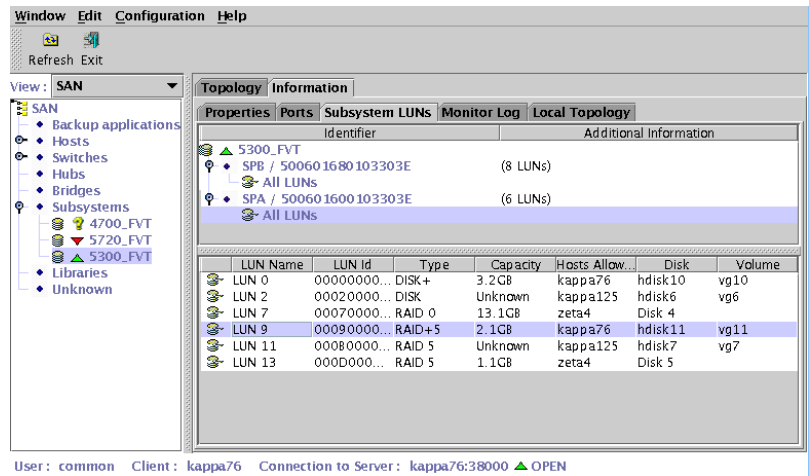 Window Edit Configuration Help
Refresh Exit
View : SAN
SAN
Backup applications
Hosts
Switches
Hubs
Bridges
Subsystems
4700_FVT
5720_FVT
5300_FVT
Libraries
Unknown
Topology Information
Properties Ports Subsystem LUNs Monitor Log Local Topology
Identifier Additional Information
5300_FVT
SPB / 500601680103303E (8 LUNs)
All LUNs
SPA / 500601600103303E (6 LUNs)
All LUNs
LUN Name LUN Id Type Capacity Hosts Allow... Disk Volume
LUN 0 00000000... DISK+ 3.2GB kappa76 hdisk10 vg10
LUN 2 00020000... DISK Unknown kappa125 hdisk6 vg6
LUN 7 00070000... RAID 0 13.1GB zeta4 Disk 4
LUN 9 00090000... RAID+5 2.1GB kappa76 hdisk11 vg11
LUN 11 000B0000... RAID 5 Unknown kappa125 hdisk7 vg7
LUN 13 000D000... RAID 5 1.1GB zeta4 Disk 5
User : common Client : kappa76 Connection to Server : kappa76:38000 OPEN